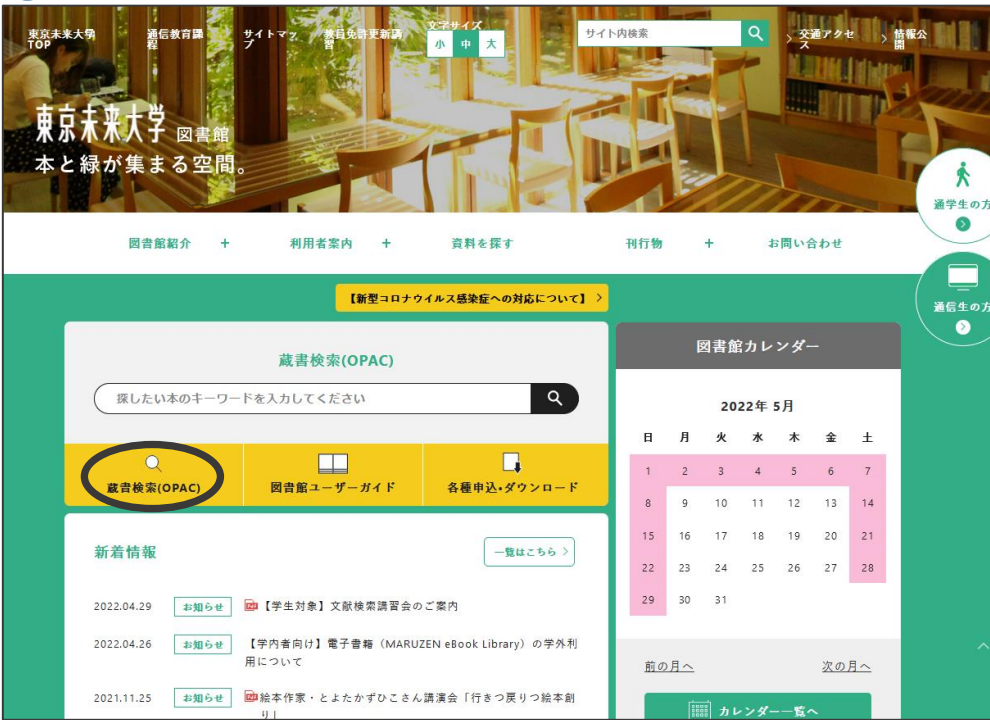 東京未来大学
TOP
通信教育課
程
サイトマッ
プ
教員免許更新講
習
文字サイズ
小 中 大
サイト内検索
交通アクセ
ス
情報公
開
東京未来大学 図書館
本と緑が集まる空間。
通学生の方
通信生の方
図書館紹介 +
利用者案内 +
資料を探す
刊行物 +
お問い合わせ
【新型コロナウイルス感染症への対応について】
蔵書検索(OPAC)
探したい本のキーワードを入力してください
蔵書検索(OPAC)
図書館ユーザーガイド
各種申込・ダウンロード
新着情報
一覧はこちら
2022.04.29 お知らせ 【学生対象】文献検索講習会のご案内
2022.04.26 お知らせ 【学内者向け】電子書籍（MARUZEN eBook Library）の学外利
用について
2021.11.25 お知らせ 絵本作家・とよたかずひこさん講演会「行きつ戻りつ絵本創
り」
図書館カレンダー
2022年 5月
日 月 火 水 木 金 土
1 2 3 4 5 6 7
8 9 10 11 12 13 14
15 16 17 18 19 20 21
22 23 24 25 26 27 28
29 30 31
前の月へ 次の月へ
カレンダー一覧へ